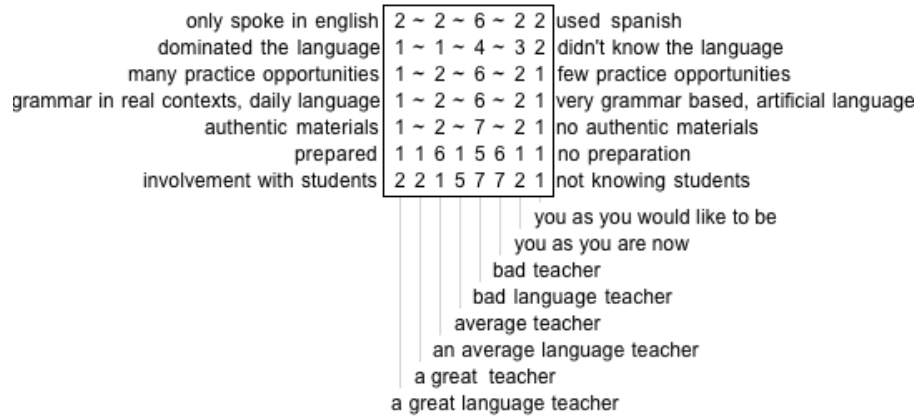 only spoke in english 2 ~ 2 ~ 6 ~ 2 2 used spanish
dominated the language 1 ~ 1 ~ 4 ~ 3 2 didn't know the language
many practice opportunities 1 ~ 2 ~ 6 ~ 2 1 few practice opportunities
grammar in real contexts, daily language 1 ~ 2 ~ 6 ~ 2 1 very grammar based, artificial language
authentic materials 1 ~ 2 ~ 7 ~ 2 1 no authentic materials
prepared 1 1 6 1 5 6 1 1 no preparation
involvement with students 2 2 1 5 7 7 2 1 not knowing students
you as you would like to be
you as you are now
bad teacher
bad language teacher
average teacher
an average language teacher
a great teacher
a great language teacher